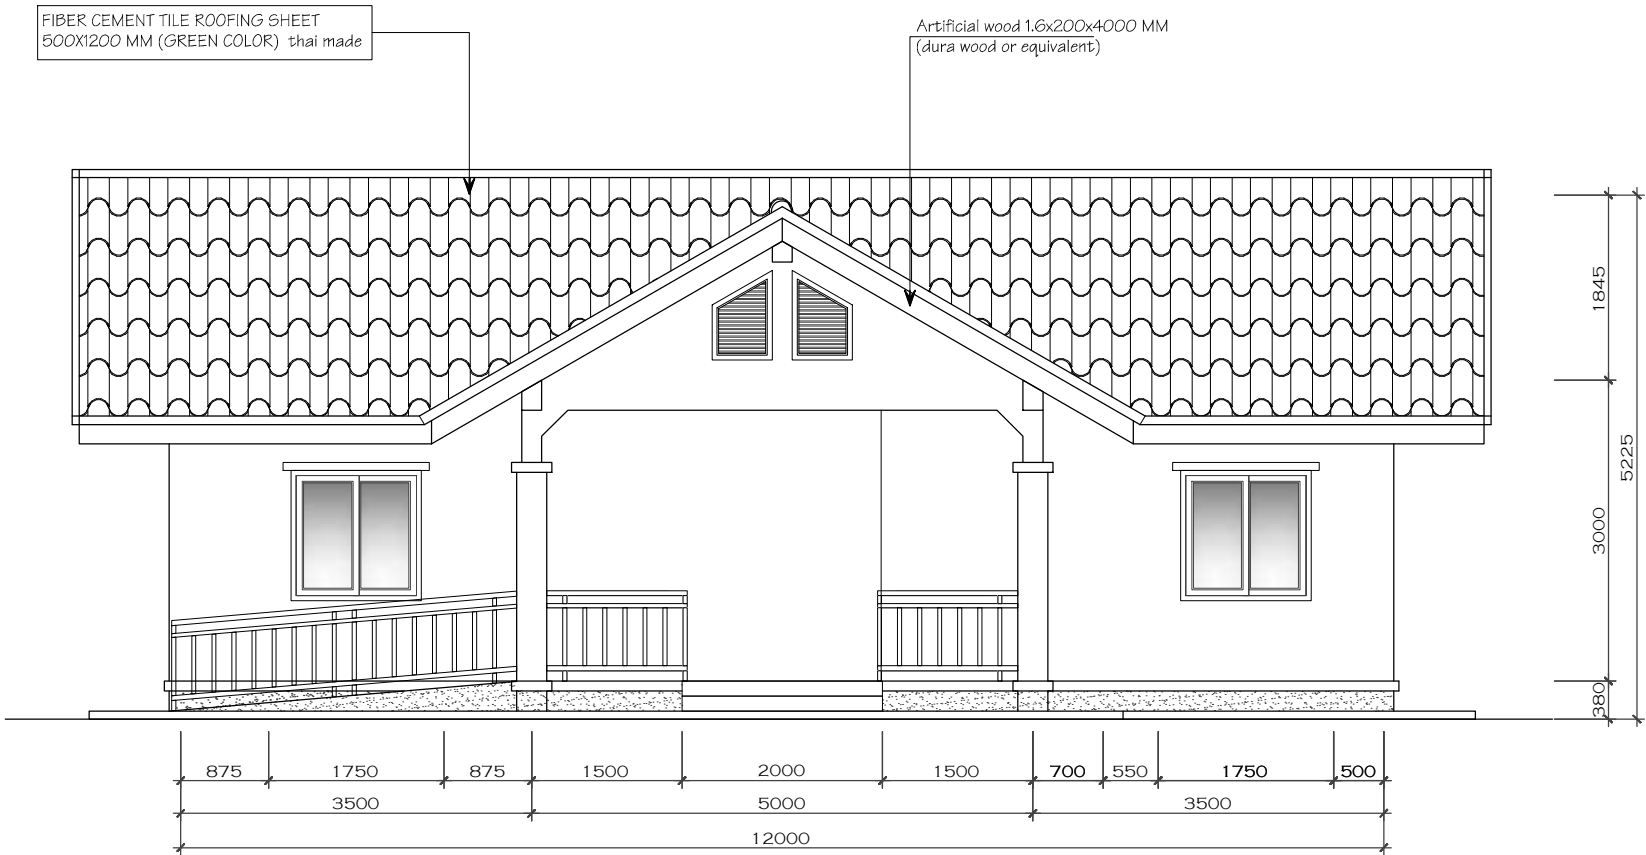 FIBER CEMENT TILE ROOFING SHEET
500X1200 MM (GREEN COLOR) thai made
Artificial wood 1.6x200x4000 MM
(dura wood or equivalent)
1845
5225
3000
380
875 1750 875 1500 2000 1500 700 550 1750 500
3500 5000 3500
12000